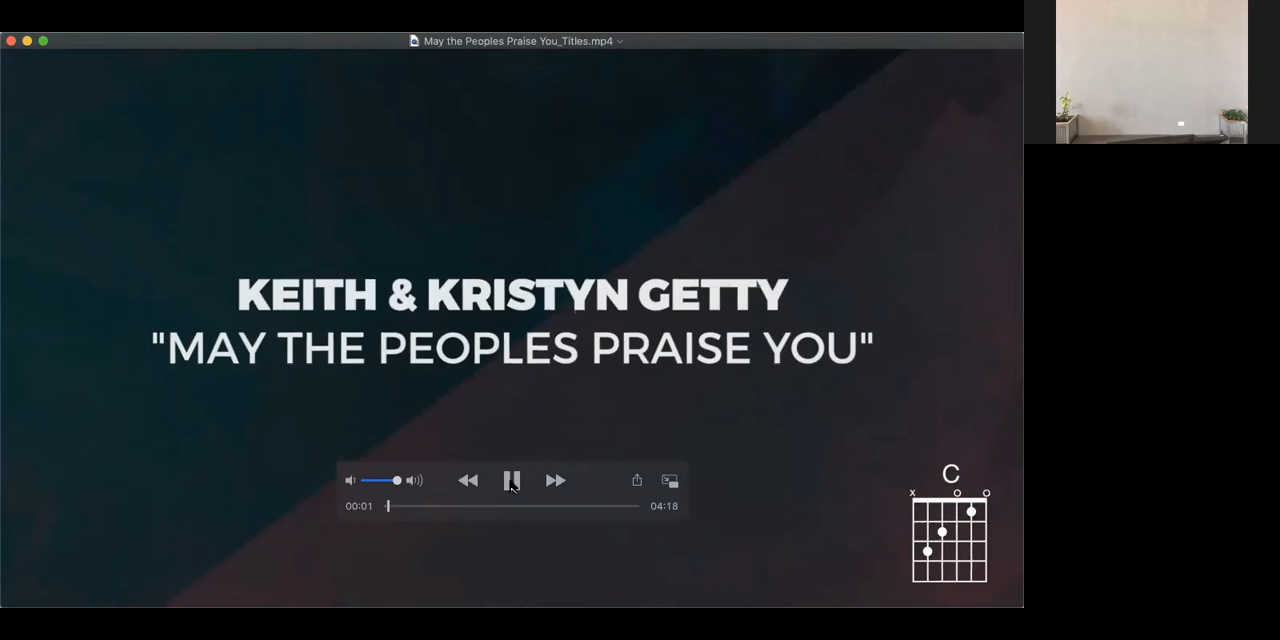 May the Peoples Praise You_Titles.mp4
KEITH & KRISTYN GETTY
"MAY THE PEOPLES PRAISE YOU"
00:01
04:18
C
x o o